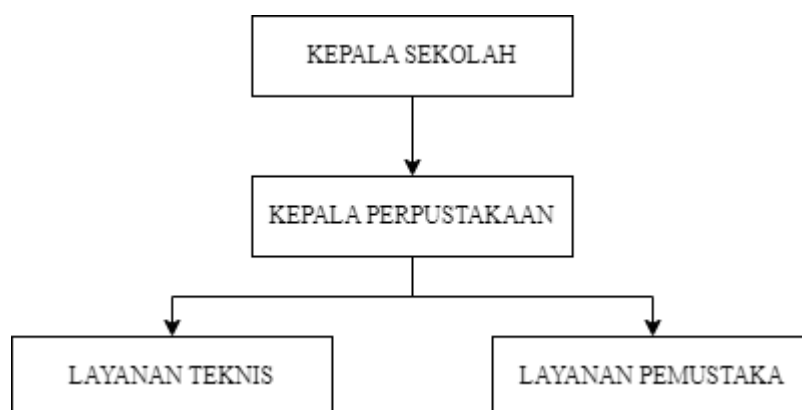 KEPALA SEKOLAH
KEPALA PERPUSTAKAAN
LAYANAN TEKNIS
LAYANAN PEMUSTAKA